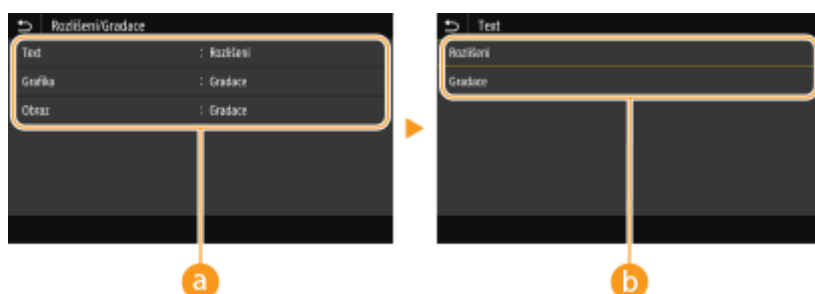 Rozlišení/Gradace
Text : Rozlišení
Grafika : Gradace
Obraz : Gradace
a
Text
Rozlišení
Gradace
b